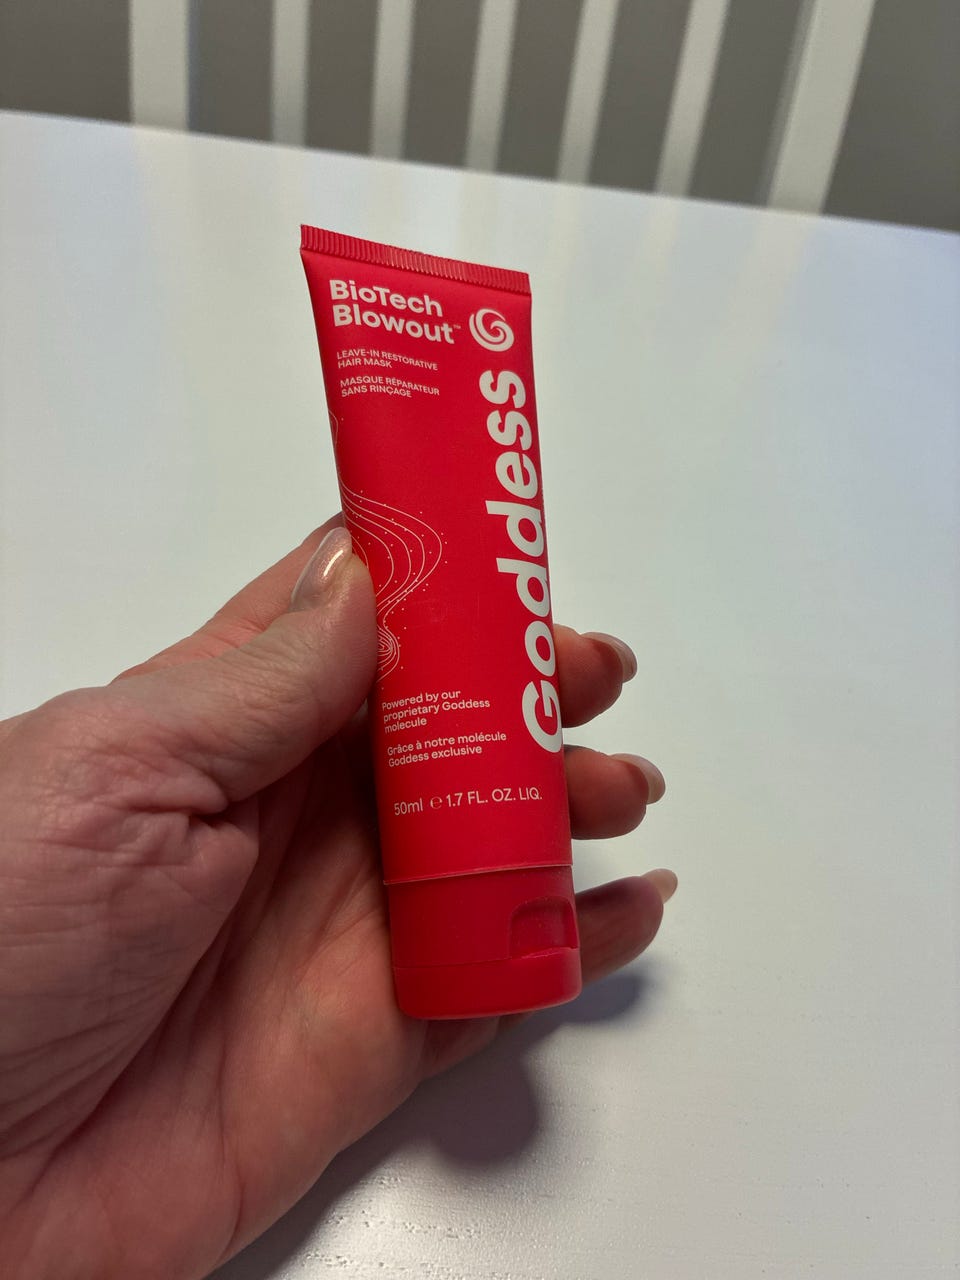 BioTech
Blowout™
LEAVE-IN RESTORATIVE
HAIR MASK
MASQUE RÉPARATEUR
SANS RINÇAGE
Goddess
Powered by our
proprietary Goddess
molecule
Grâce à notre molécule
Goddess exclusive
50ml ℮ 1.7 FL. OZ. LIQ.